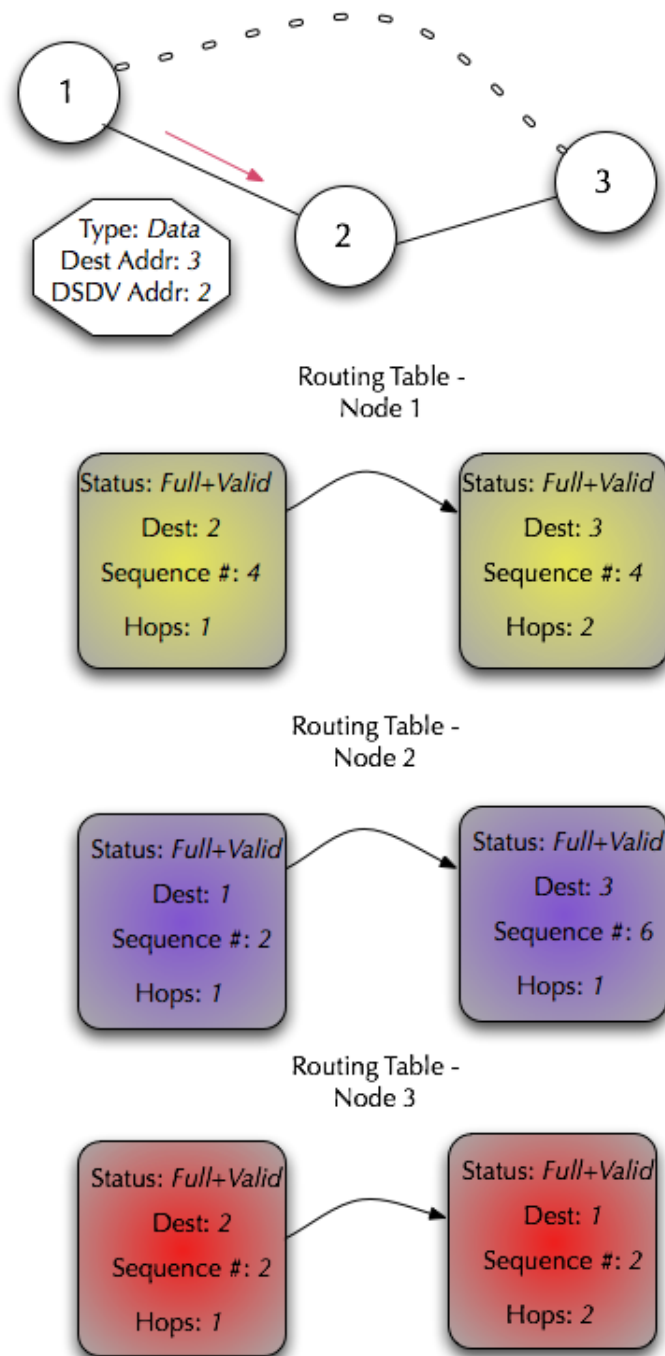 1
3
2
Type: Data
Dest Addr: 3
DSDV Addr: 2
Routing Table -
Node 1
Status: Full+Valid
Dest: 2
Sequence #: 4
Hops: 1
Status: Full+Valid
Dest: 3
Sequence #: 4
Hops: 2
Routing Table -
Node 2
Status: Full+Valid
Dest: 1
Sequence #: 2
Hops: 1
Status: Full+Valid
Dest: 3
Sequence #: 6
Hops: 1
Routing Table -
Node 3
Status: Full+Valid
Dest: 2
Sequence #: 2
Hops: 1
Status: Full+Valid
Dest: 1
Sequence #: 2
Hops: 2